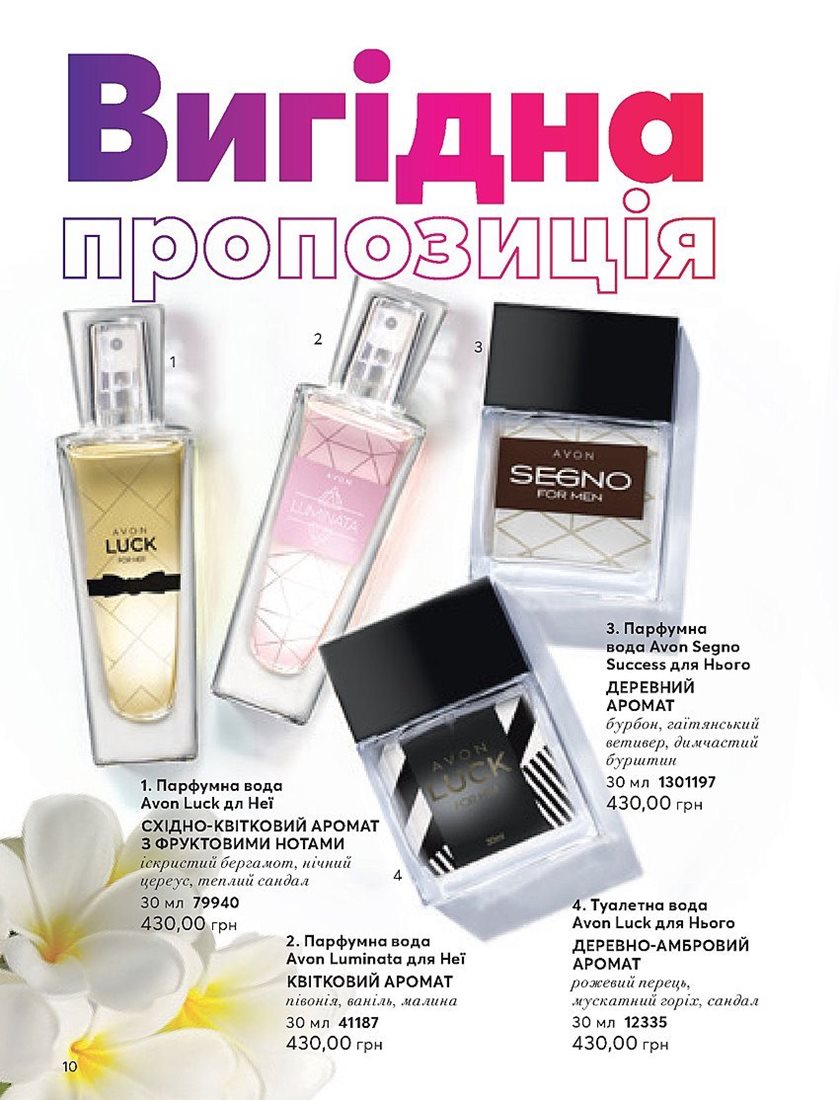 Вигідна
пропозиція
1
2
3
AVON
LUCK
FOR HER
AVON
LUMINATA
AVON
SEGNO
FOR MEN
AVON
LUCK
FOR HIM
30ml
4
3. Парфумна
вода Avon Segno
Success для Нього
ДЕРЕВНИЙ
АРОМАТ
бурбон, гаїтянський
ветивер, димчастий
бурштин
30 мл 1301197
430,00 грн
1. Парфумна вода
Avon Luck дл Неї
СХІДНО-КВІТКОВИЙ АРОМАТ
З ФРУКТОВИМИ НОТАМИ
іскристий бергамот, нічний
цереус, теплий сандал
30 мл 79940
430,00 грн
2. Парфумна вода
Avon Luminata для Неї
КВІТКОВИЙ АРОМАТ
півонія, ваніль, малина
30 мл 41187
430,00 грн
4. Туалетна вода
Avon Luck для Нього
ДЕРЕВНО-АМБРОВИЙ
АРОМАТ
рожевий перець,
мускатний горіх, сандал
30 мл 12335
430,00 грн
10